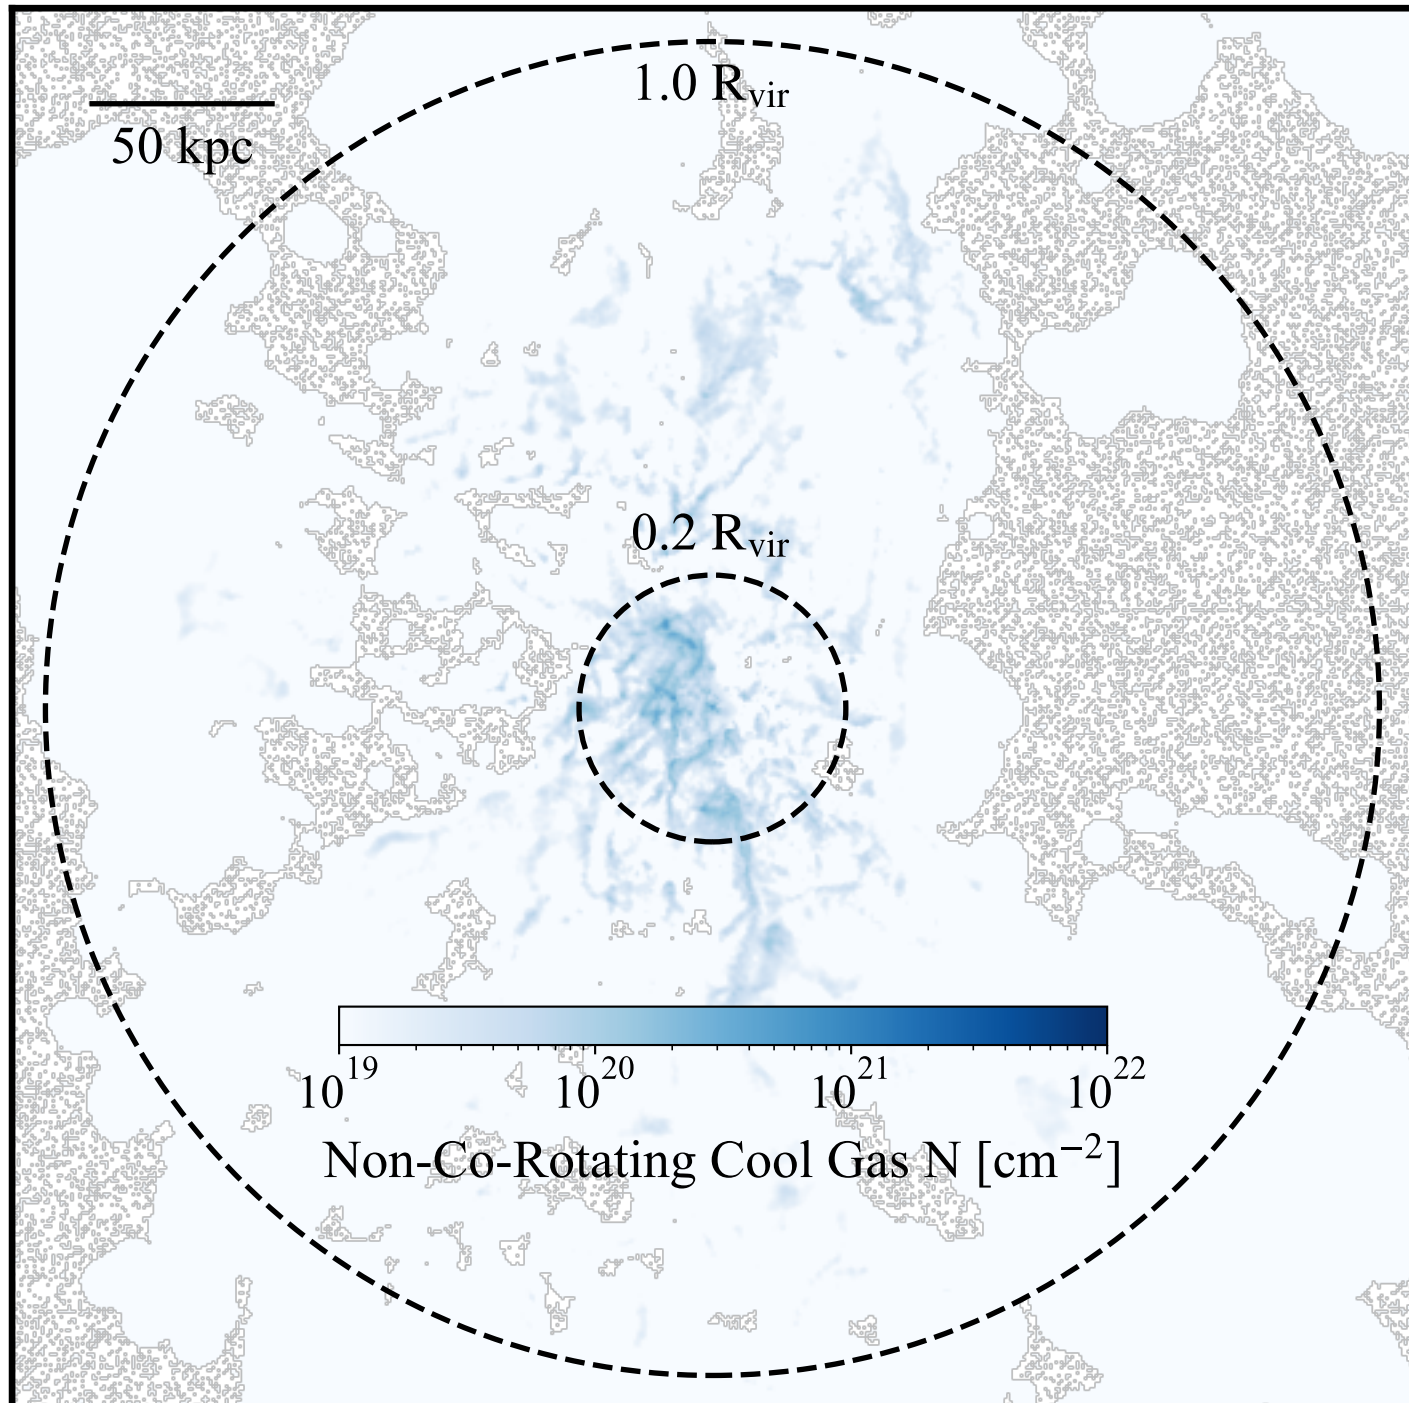 1.0 R_vir
50 kpc
0.2 R_vir
10^19 10^20 10^21 10^22
Non-Co-Rotating Cool Gas N [cm^−2]